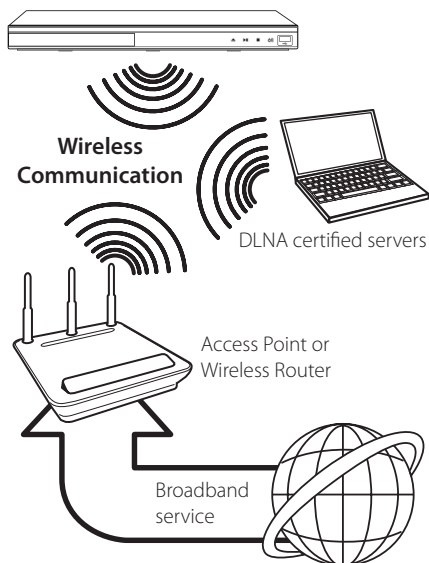 Wireless
Communication
DLNA certified servers
Access Point or
Wireless Router
Broadband
service